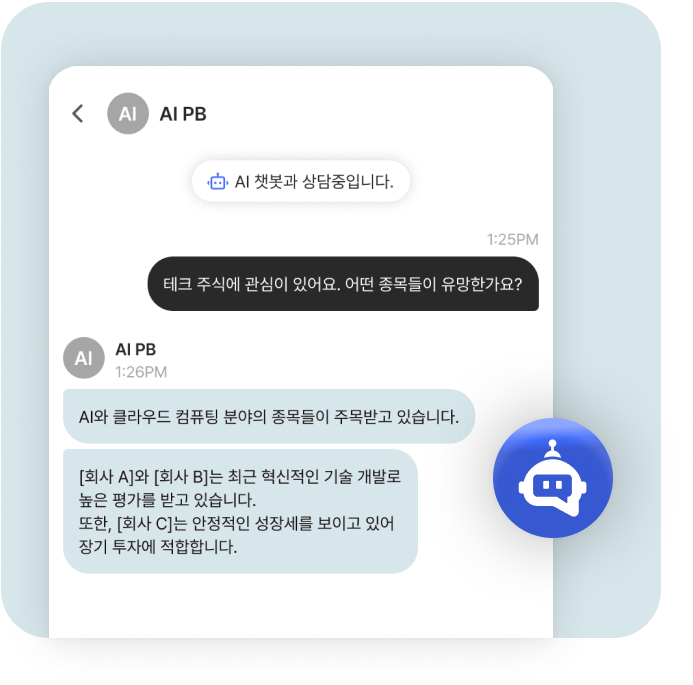 AI
AI PB
AI 챗봇과 상담중입니다.
1:25PM
테크 주식에 관심이 있어요. 어떤 종목들이 유망한가요?
AI
AI PB
1:26PM
AI와 클라우드 컴퓨팅 분야의 종목들이 주목받고 있습니다.
[회사 A]와 [회사 B]는 최근 혁신적인 기술 개발로
높은 평가를 받고 있습니다.
또한, [회사 C]는 안정적인 성장세를 보이고 있어
장기 투자에 적합합니다.